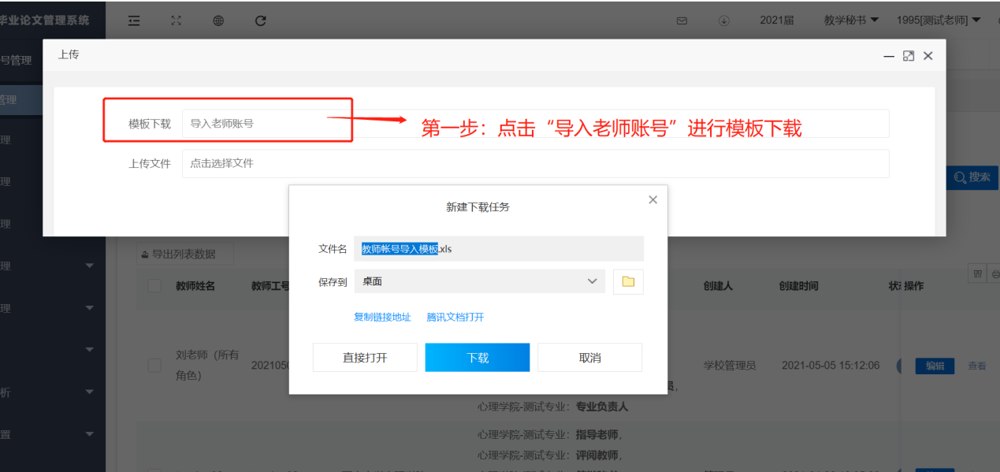 毕业论文管理系统
2021届
教学秘书
1995[测试老师]
号管理
上传
管理
模板下载
导入老师账号
第一步：点击“导入老师账号”进行模板下载
理
上传文件
点击选择文件
理
搜索
新建下载任务
理
文件名
教师帐号导入模板.xls
导出列表数据
理
保存到
桌面
教师姓名
教师工号
创建人
创建时间
状态
操作
理
复制链接地址
腾讯文档打开
直接打开
下载
取消
刘老师（所有
角色）
2021050
学校管理员
2021-05-05 15:12:06
编辑
查看
析
员，
心理学院-测试专业：专业负责人
置
心理学院-测试专业：指导老师，
心理学院-测试专业：评阅教师，